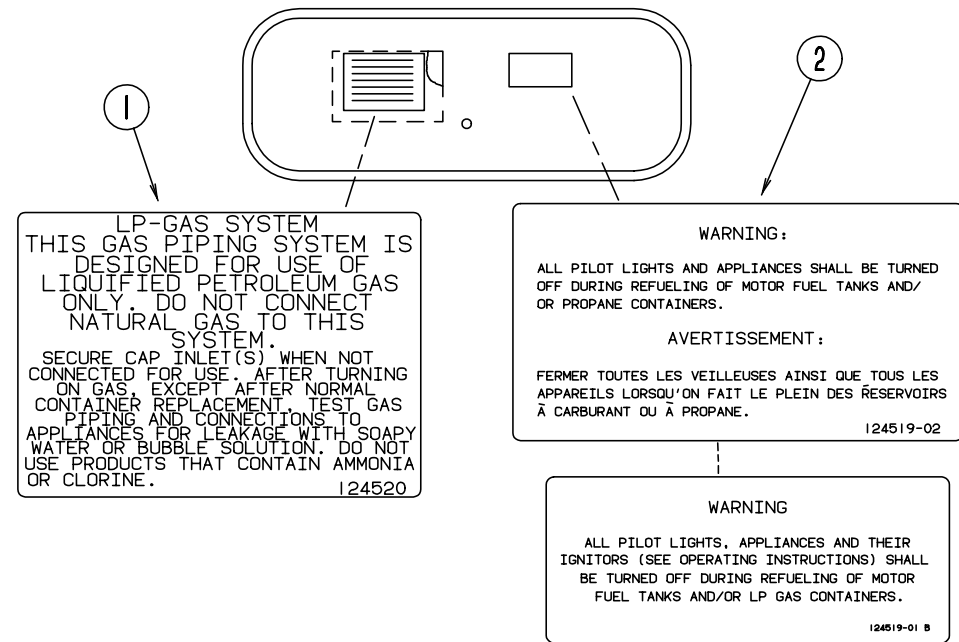 1
2
LP-GAS SYSTEM
THIS GAS PIPING SYSTEM IS
DESIGNED FOR USE OF
LIQUIFIED PETROLEUM GAS
ONLY. DO NOT CONNECT
NATURAL GAS TO THIS
SYSTEM.
SECURE CAP INLET(S) WHEN NOT
CONNECTED FOR USE. AFTER TURNING
ON GAS, EXCEPT AFTER NORMAL
CONTAINER REPLACEMENT, TEST GAS
PIPING AND CONNECTIONS TO
APPLIANCES FOR LEAKAGE WITH SOAPY
WATER OR BUBBLE SOLUTION. DO NOT
USE PRODUCTS THAT CONTAIN AMMONIA
OR CLORINE.
124520
WARNING:
ALL PILOT LIGHTS AND APPLIANCES SHALL BE TURNED
OFF DURING REFUELING OF MOTOR FUEL TANKS AND/
OR PROPANE CONTAINERS.
AVERTISSEMENT:
FERMER TOUTES LES VEILLEUSES AINSI QUE TOUS LES
APPAREILS LORSQU'ON FAIT LE PLEIN DES ŔESERVOIRS
À CARBURANT OU À PROPANE.
124519-02
WARNING
ALL PILOT LIGHTS, APPLIANCES AND THEIR
IGNITORS (SEE OPERATING INSTRUCTIONS) SHALL
BE TURNED OFF DURING REFUELING OF MOTOR
FUEL TANKS AND/OR LP GAS CONTAINERS.
124519-01 B